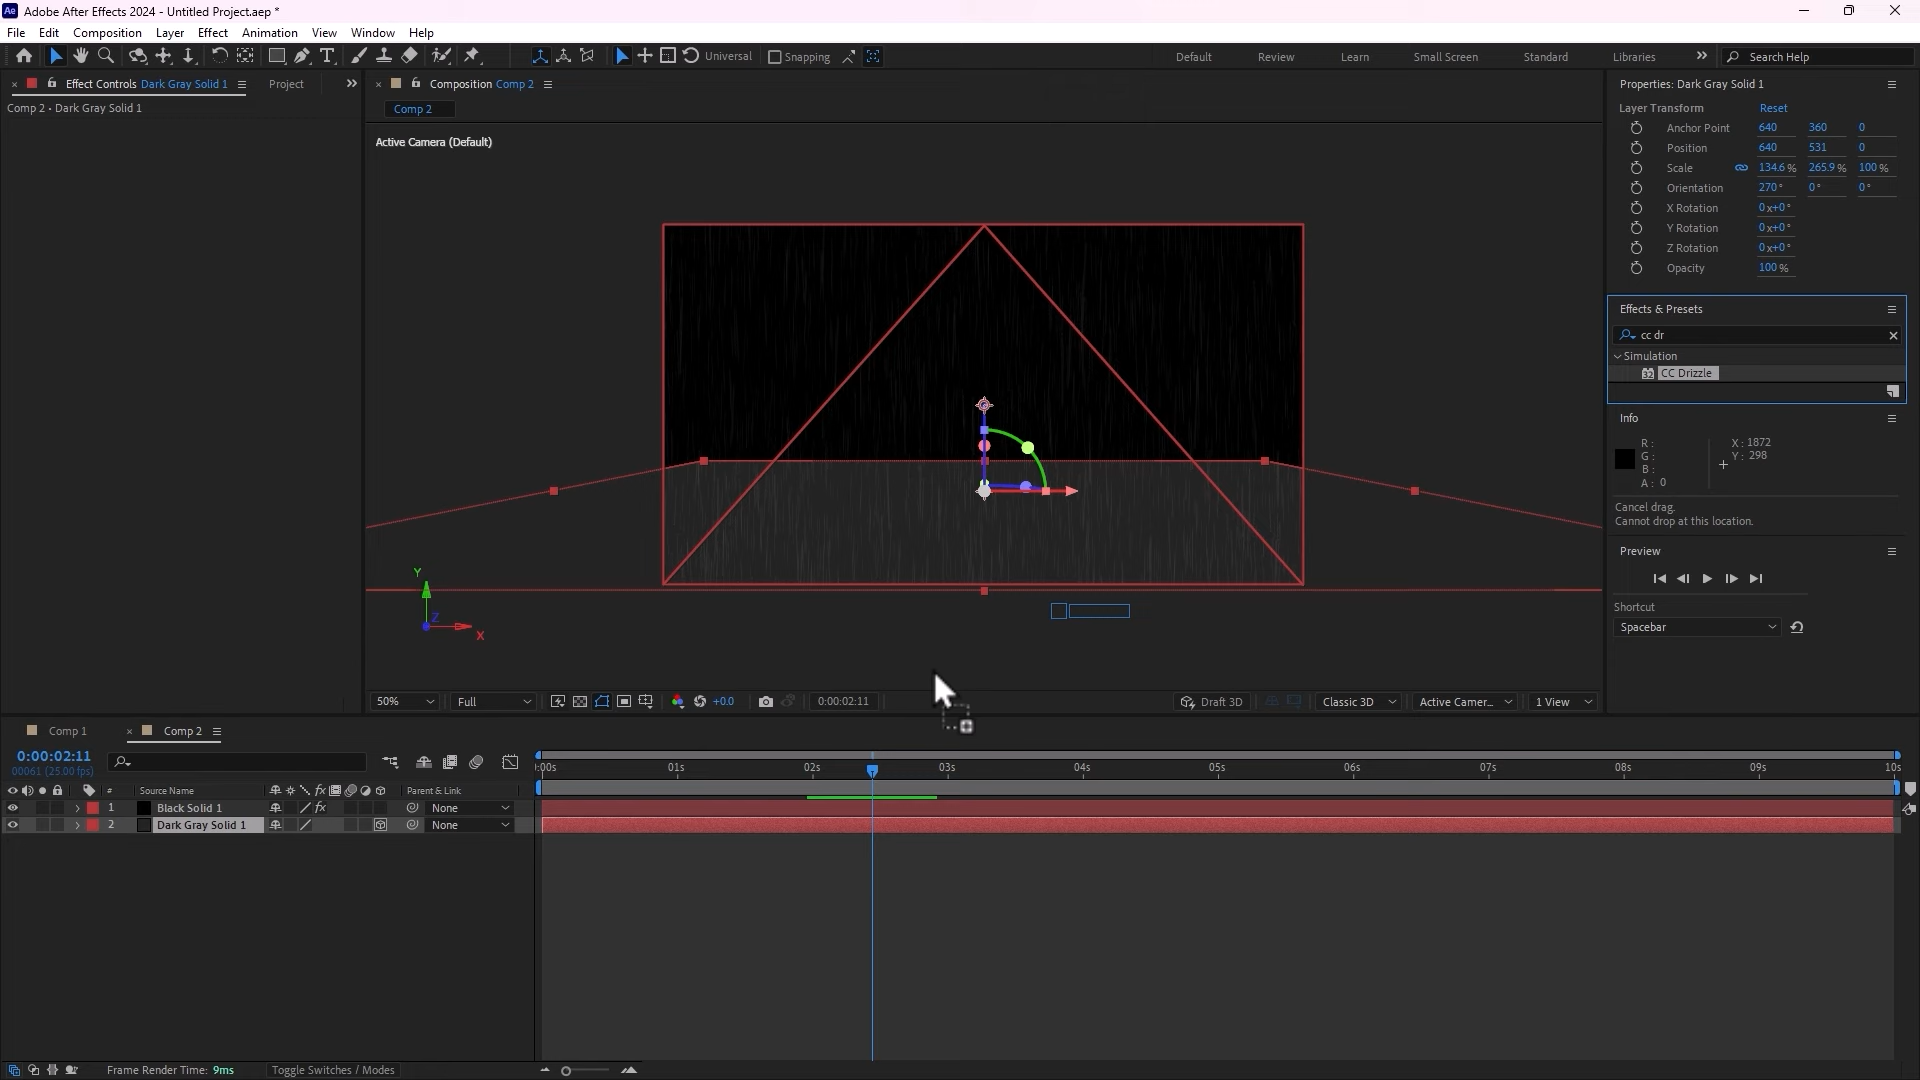 Ae Adobe After Effects 2024 - Untitled Project.aep *
File Edit Composition Layer Effect Animation View Window Help
Universal Snapping Default Review Learn Small Screen Standard Libraries Search Help
Effect Controls Dark Gray Solid 1 Project
Comp 2 • Dark Gray Solid 1
Composition Comp 2
Comp 2
Active Camera (Default)
Y
Z
X
50% Full +0.0 0:00:02:11 Draft 3D Classic 3D Active Camer... 1 View
Properties: Dark Gray Solid 1
Layer Transform Reset
Anchor Point 640 360 0
Position 640 531 0
Scale 134.6 % 265.9 % 100 %
Orientation 270 ° 0 ° 0 °
X Rotation 0 x+0 °
Y Rotation 0 x+0 °
Z Rotation 0 x+0 °
Opacity 100 %
Effects & Presets
cc dr
Simulation
32 CC Drizzle
Info
R : X : 1872
G : Y : 298
B :
A : 0
Cancel drag.
Cannot drop at this location.
Preview
Shortcut
Spacebar
Comp 1 Comp 2
0:00:02:11
00061 (25.00 fps)
:00s 01s 02s 03s 04s 05s 06s 07s 08s 09s 10s
# Source Name fx Parent & Link
1 Black Solid 1 fx None
2 Dark Gray Solid 1 None
Frame Render Time: 9ms Toggle Switches / Modes